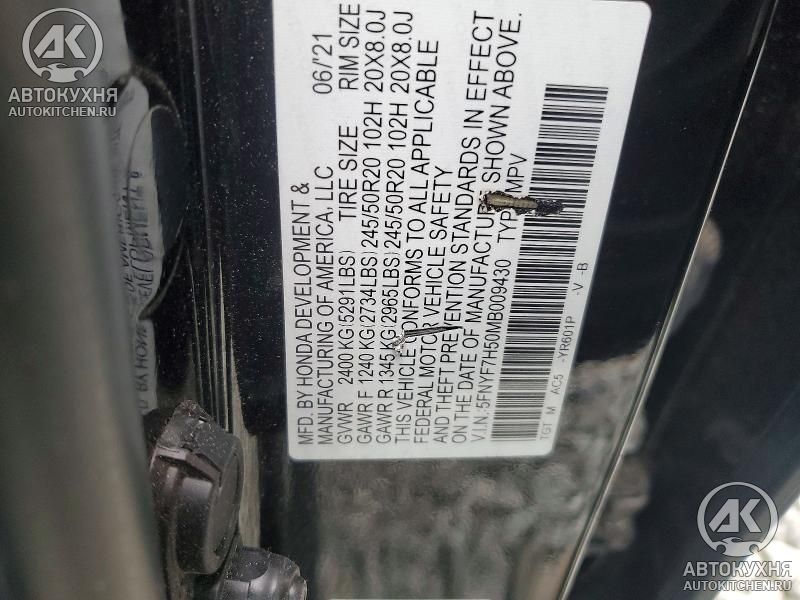 АВТОКУХНЯ
AUTOKITCHEN.RU
MFD. BY HONDA DEVELOPMENT & 06/'21
MANUFACTURING OF AMERICA, LLC
GVWR 2400 KG(5291LBS) TIRE SIZE RIM SIZE
GAWR F 1240 KG(2734LBS) 245/50R20 102H 20X8.0J
GAWR R 1345 KG(2965LBS) 245/50R20 102H 20X8.0J
THIS VEHICLE CONFORMS TO ALL APPLICABLE
FEDERAL MOTOR VEHICLE SAFETY
AND THEFT PREVENTION STANDARDS IN EFFECT
ON THE DATE OF MANUFACTURE SHOWN ABOVE.
V.I.N.: 5FNYF7H50MB009430 TYPE: MPV
TGT M AC5 -YR601P -V -B
АВТОКУХНЯ
AUTOKITCHEN.RU